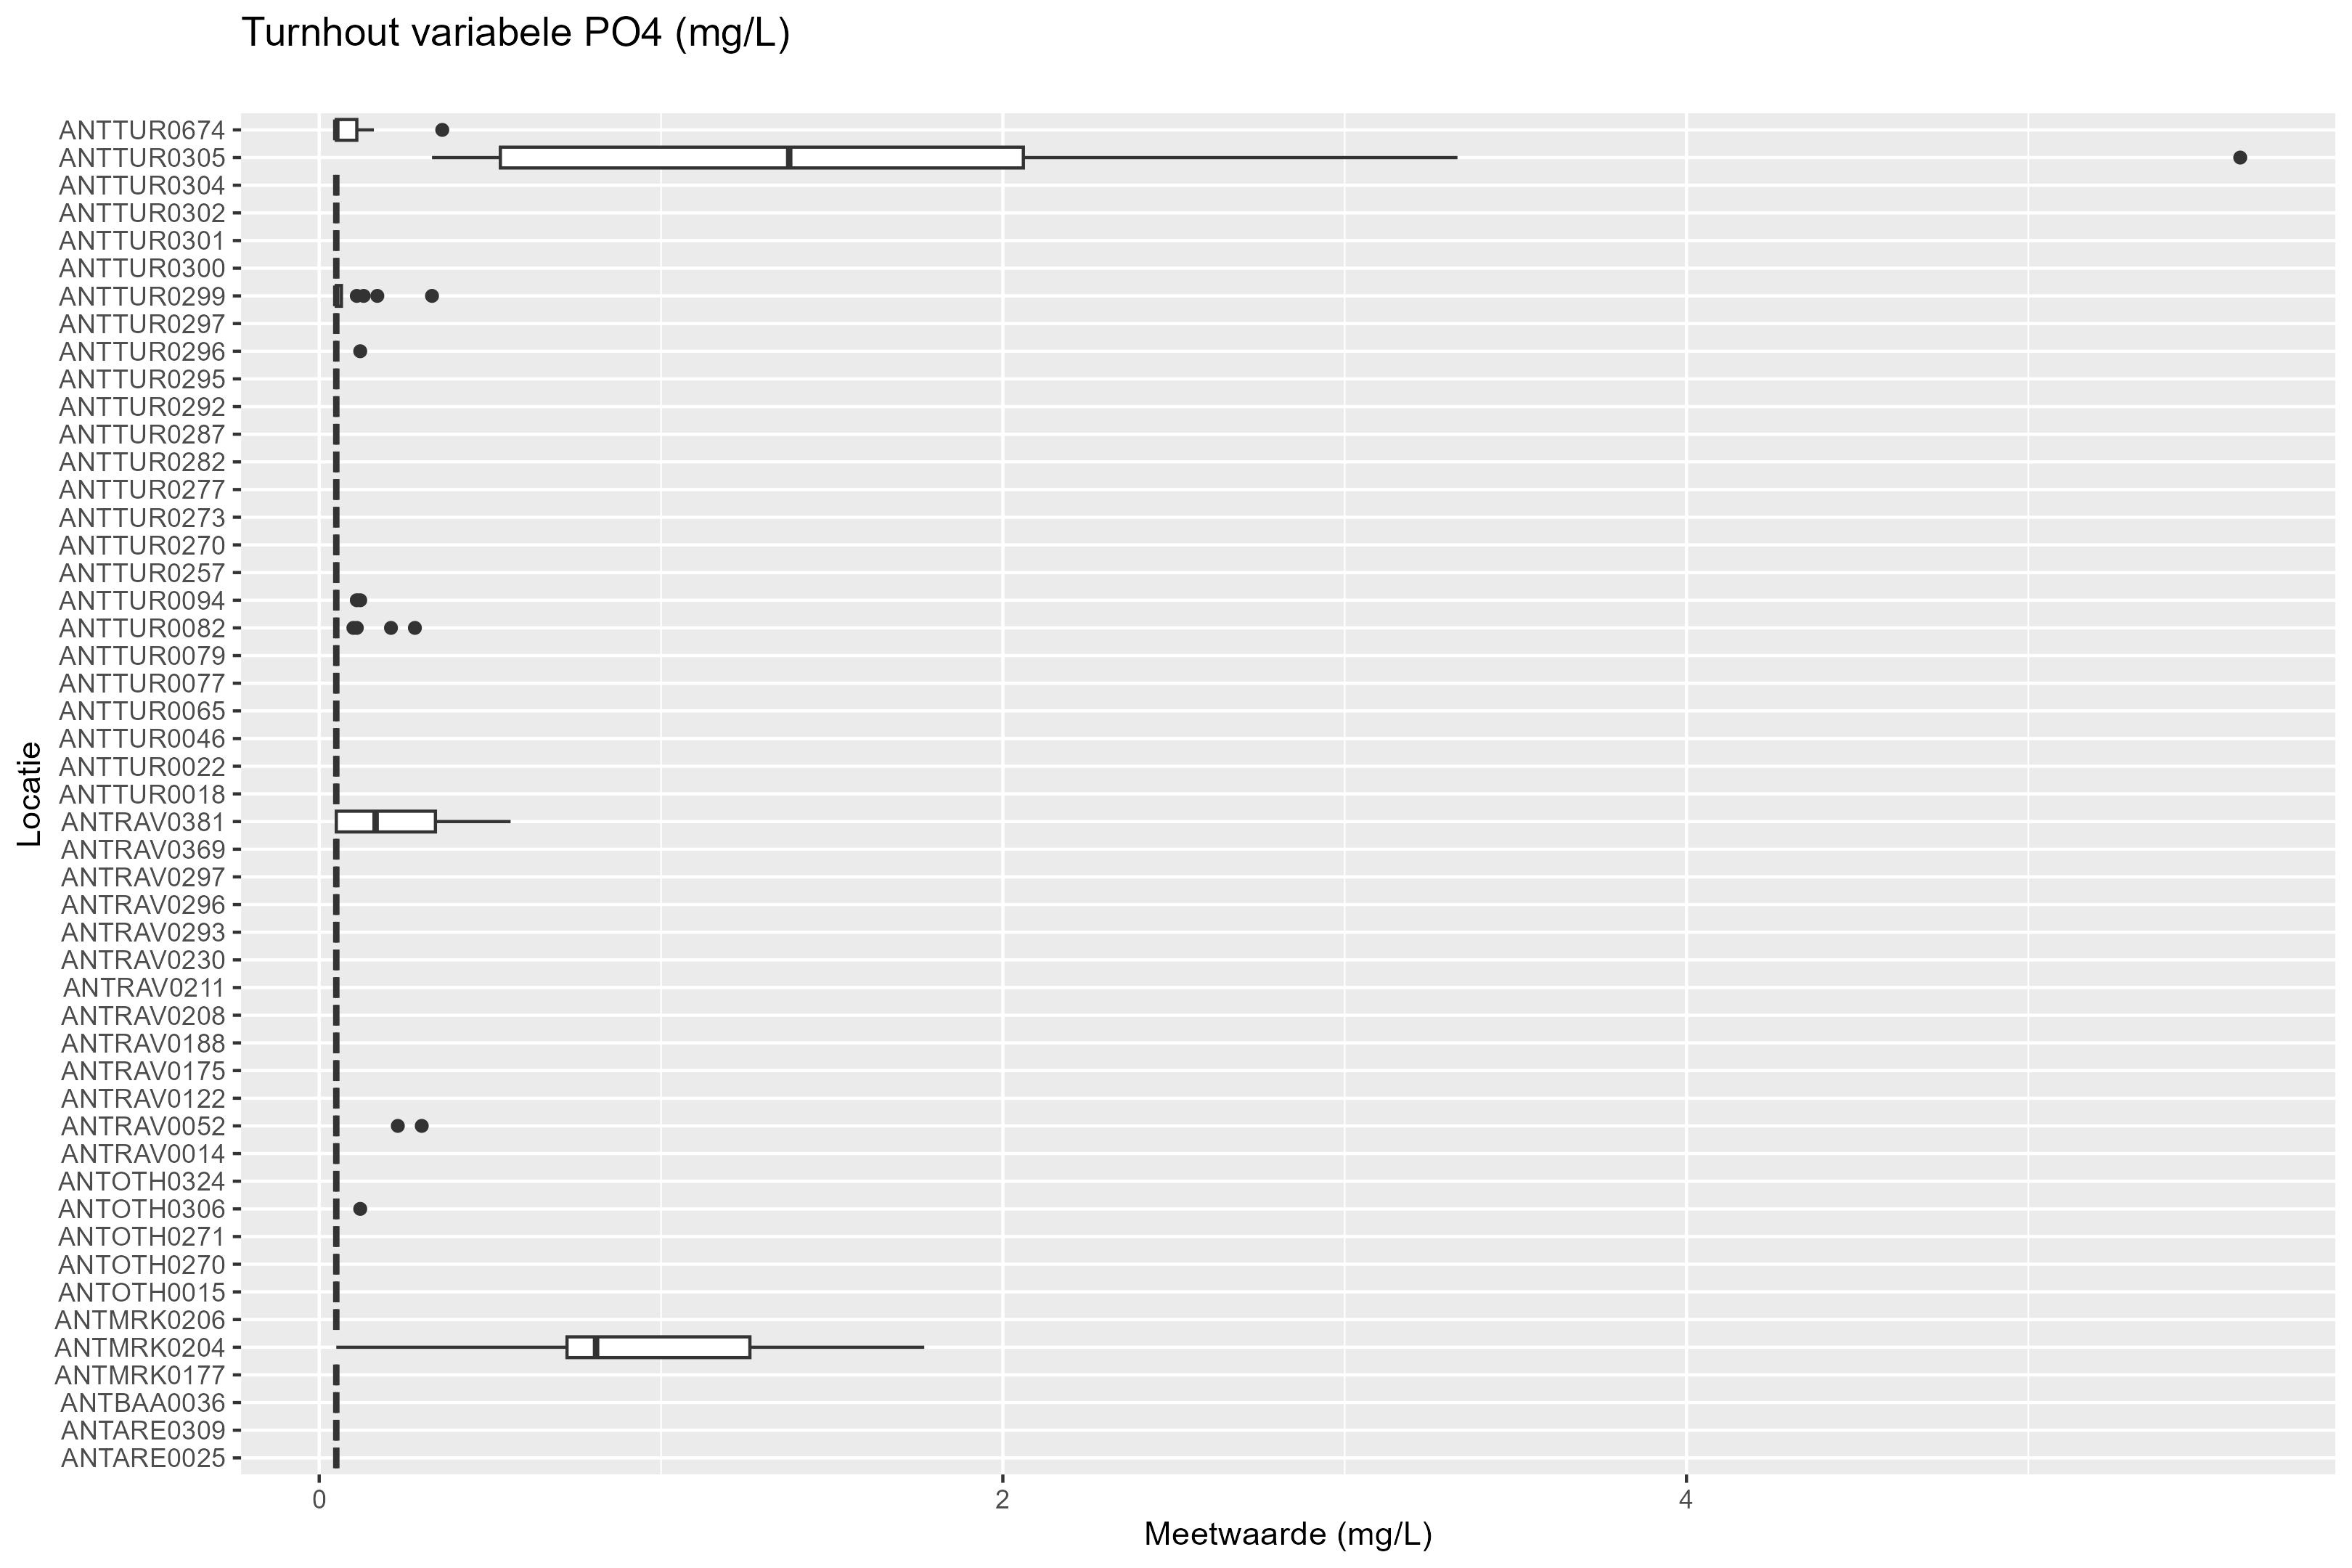 Turnhout variabele PO4 (mg/L)
Locatie
ANTTUR0674
ANTTUR0305
ANTTUR0304
ANTTUR0302
ANTTUR0301
ANTTUR0300
ANTTUR0299
ANTTUR0297
ANTTUR0296
ANTTUR0295
ANTTUR0292
ANTTUR0287
ANTTUR0282
ANTTUR0277
ANTTUR0273
ANTTUR0270
ANTTUR0257
ANTTUR0094
ANTTUR0082
ANTTUR0079
ANTTUR0077
ANTTUR0065
ANTTUR0046
ANTTUR0022
ANTTUR0018
ANTRAV0381
ANTRAV0369
ANTRAV0297
ANTRAV0296
ANTRAV0293
ANTRAV0230
ANTRAV0211
ANTRAV0208
ANTRAV0188
ANTRAV0175
ANTRAV0122
ANTRAV0052
ANTRAV0014
ANTOTH0324
ANTOTH0306
ANTOTH0271
ANTOTH0270
ANTOTH0015
ANTMRK0206
ANTMRK0204
ANTMRK0177
ANTBAA0036
ANTARE0309
ANTARE0025
0 2 4
Meetwaarde (mg/L)